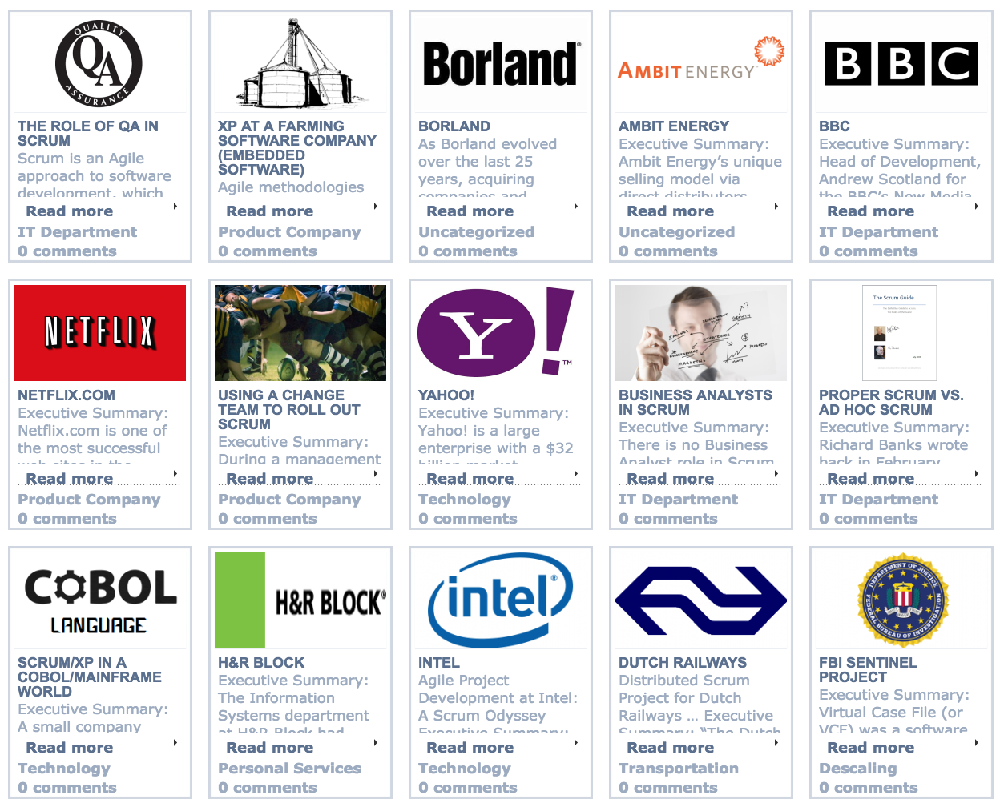 QUALITY
QA
ASSURANCE
THE ROLE OF QA IN
SCRUM
Scrum is an Agile
approach to software
development, which
Read more
IT Department
0 comments
XP AT A FARMING
SOFTWARE COMPANY
(EMBEDDED
SOFTWARE)
Agile methodologies
Read more
Product Company
0 comments
Borland®
BORLAND
As Borland evolved
over the last 25
years, acquiring
companies and
Read more
Uncategorized
0 comments
AMBIT ENERGY
AMBIT ENERGY
Executive Summary:
Ambit Energy’s unique
selling model via
direct distributors
Read more
Uncategorized
0 comments
BBC
BBC
Executive Summary:
Head of Development,
Andrew Scotland for
the BBC’s New Media
Read more
IT Department
0 comments
NETFLIX
NETFLIX.COM
Executive Summary:
Netflix.com is one of
the most successful
web sites in the
Read more
Product Company
0 comments
USING A CHANGE
TEAM TO ROLL OUT
SCRUM
Executive Summary:
During a management
Read more
Product Company
0 comments
Y!™
YAHOO!
Executive Summary:
Yahoo! is a large
enterprise with a $32
billion market
Read more
Technology
0 comments
?
DEVELOPMENT
GROWTH
FINANCE
STRATEGIES
$
ADVERTISEMENT
PROGRESS
MARKETING
MONEY
BUSINESS ANALYSTS
IN SCRUM
Executive Summary:
There is no Business
Analyst role in Scrum
Read more
IT Department
0 comments
The Scrum Guide
PROPER SCRUM VS.
AD HOC SCRUM
Executive Summary:
Richard Banks wrote
back in February
Read more
IT Department
0 comments
COBOL
LANGUAGE
SCRUM/XP IN A
COBOL/MAINFRAME
WORLD
Executive Summary:
A small company
Read more
Technology
0 comments
H&R BLOCK®
H&R BLOCK
Executive Summary:
The Information
Systems department
at H&R Block had
Read more
Personal Services
0 comments
intel®
INTEL
Agile Project
Development at Intel:
A Scrum Odyssey
Executive Summary:
Read more
Technology
0 comments
DUTCH RAILWAYS
Distributed Scrum
Project for Dutch
Railways ... Executive
Summary: “The Dutch
Read more
Transportation
0 comments
DEPARTMENT OF JUSTICE
FEDERAL BUREAU OF INVESTIGATION
FBI SENTINEL
PROJECT
Executive Summary:
Virtual Case File (or
VCF) was a software
Read more
Descaling
0 comments